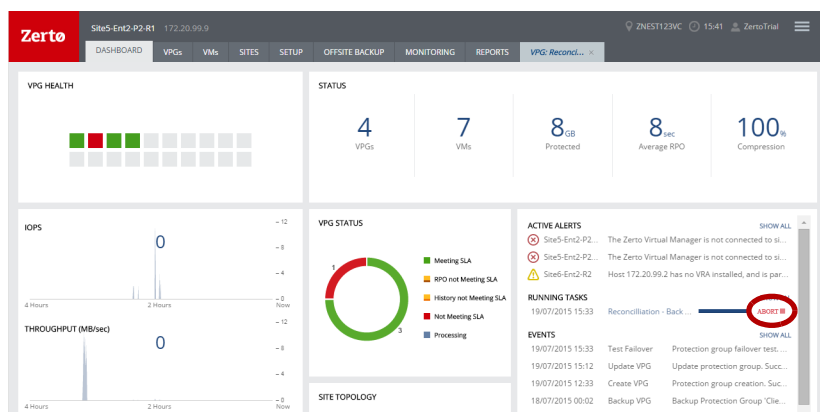 Zerto
Site5-Ent2-P2-R1 172.20.99.9
ZNEST123VC 15:41 ZertoTrial
DASHBOARD VPGs VMs SITES SETUP OFFSITE BACKUP MONITORING REPORTS VPG: Reconci... ×
VPG HEALTH
STATUS
4
VPGs
7
VMs
8GB
Protected
8sec
Average RPO
100%
Compression
IOPS
0
12
8
4
0
4 Hours 2 Hours Now
THROUGHPUT (MB/sec)
0
12
8
4
0
4 Hours 2 Hours Now
VPG STATUS
1
3
Meeting SLA
RPO not Meeting SLA
History not Meeting SLA
Not Meeting SLA
Processing
SITE TOPOLOGY
ACTIVE ALERTS SHOW ALL
Site5-Ent2-P2... The Zerto Virtual Manager is not connected to si...
Site5-Ent2-P2... The Zerto Virtual Manager is not connected to si...
Site6-Ent2-R2 Host 172.20.99.2 has no VRA installed, and is par...
RUNNING TASKS
19/07/2015 15:33 Reconcilliation - Back ... ABORT
EVENTS SHOW ALL
19/07/2015 15:33 Test Failover Protection group failover test. ...
19/07/2015 15:12 Update VPG Update protection group. Succ...
19/07/2015 12:33 Create VPG Protection group creation. Suc...
18/07/2015 00:02 Backup VPG Backup Protection Group 'Clie...